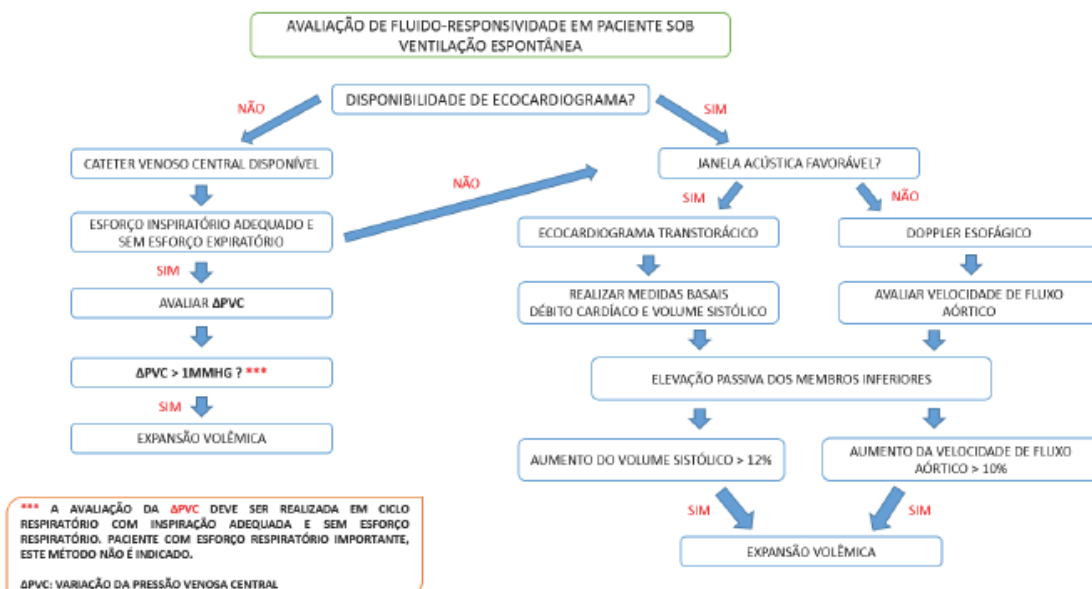 AVALIAÇÃO DE FLUIDO-RESPONSIVIDADE EM PACIENTE SOB
VENTILAÇÃO ESPONTÂNEA
DISPONIBILIDADE DE ECOCARDIOGRAMA?
NÃO
SIM
CATETER VENOSO CENTRAL DISPONÍVEL
JANELA ACÚSTICA FAVORÁVEL?
NÃO
SIM
NÃO
ESFORÇO INSPIRATÓRIO ADEQUADO E
SEM ESFORÇO EXPIRATÓRIO
ECOCARDIOGRAMA TRANSTORÁCICO
DOPPLER ESOFÁGICO
SIM
AVALIAR ΔPVC
REALIZAR MEDIDAS BASAIS
DÉBITO CARDÍACO E VOLUME SISTÓLICO
AVALIAR VELOCIDADE DE FLUXO
AÓRTICO
ΔPVC > 1MMHG ? ***
ELEVAÇÃO PASSIVA DOS MEMBROS INFERIORES
SIM
EXPANSÃO VOLÊMICA
AUMENTO DO VOLUME SISTÓLICO > 12%
AUMENTO DA VELOCIDADE DE FLUXO
AÓRTICO > 10%
SIM
SIM
EXPANSÃO VOLÊMICA
*** A AVALIAÇÃO DA ΔPVC DEVE SER REALIZADA EM CICLO
RESPIRATÓRIO COM INSPIRAÇÃO ADEQUADA E SEM ESFORÇO
RESPIRATÓRIO. PACIENTE COM ESFORÇO RESPIRATÓRIO IMPORTANTE,
ESTE MÉTODO NÃO É INDICADO.
ΔPVC: VARIAÇÃO DA PRESSÃO VENOSA CENTRAL